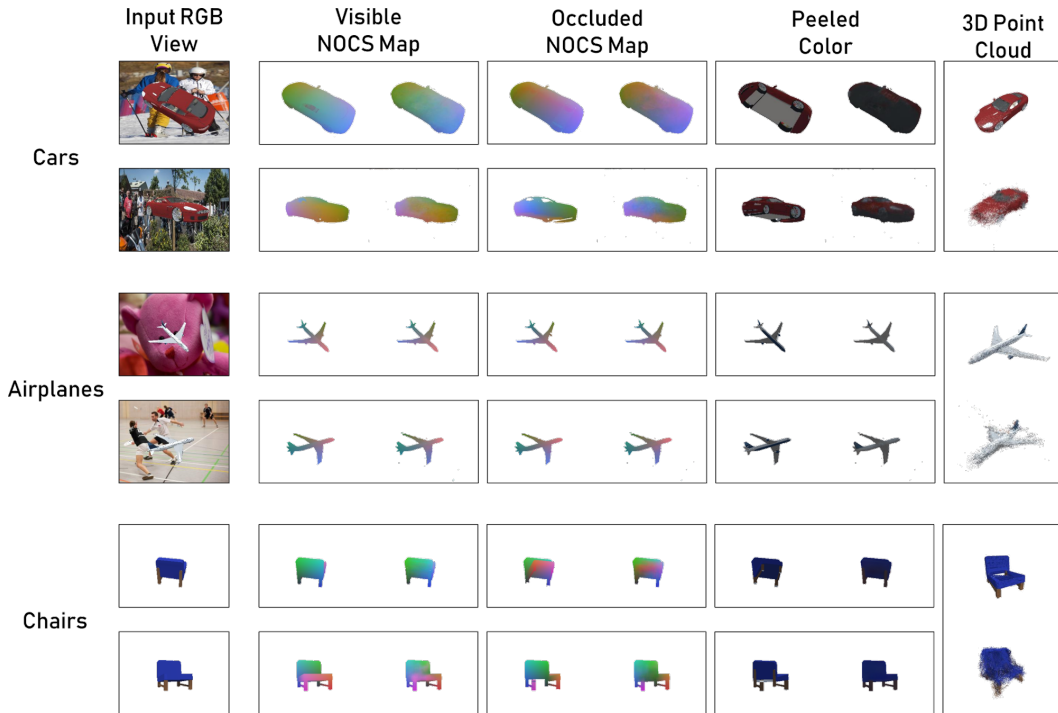 Input RGB
View
Visible
NOCS Map
Occluded
NOCS Map
Peeled
Color
3D Point
Cloud
Cars
Airplanes
Chairs